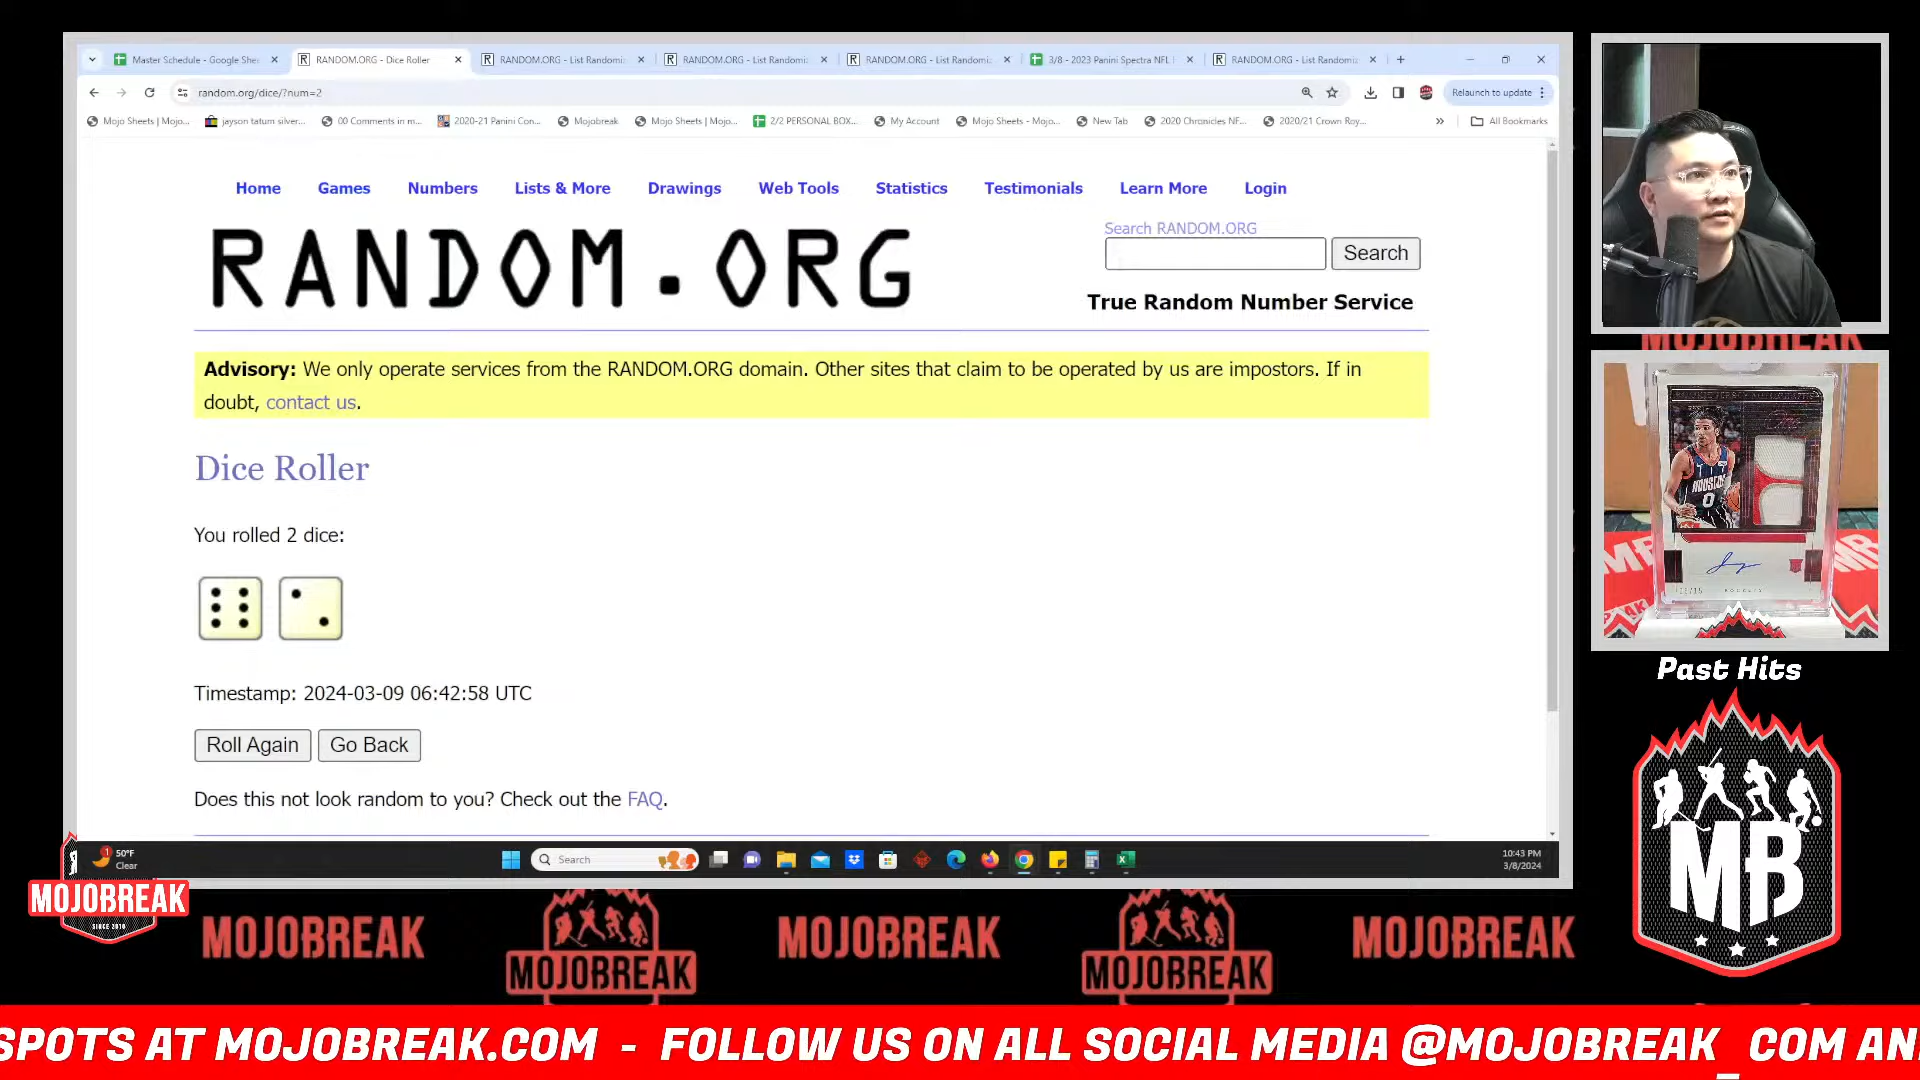 Master Schedule - Google She
RANDOM.ORG - Dice Roller
RANDOM.ORG - List Randomi
RANDOM.ORG - List Randomi
RANDOM.ORG - List Randomi
3/8 - 2023 Panini Spectra NFL
RANDOM.ORG - List Randomi
random.org/dice/?num=2
Relaunch to update
Mojo Sheets | Mojo...
jayson tatum silver...
00 Comments in m...
2020-21 Panini Con...
Mojobreak
Mojo Sheets | Mojo...
2/2 PERSONAL BOX...
My Account
Mojo Sheets - Mojo...
New Tab
2020 Chronicles NF...
2020/21 Crown Roy...
All Bookmarks
Home Games Numbers Lists & More Drawings Web Tools Statistics Testimonials Learn More Login
RANDOM.ORG
Search RANDOM.ORG
Search
True Random Number Service
Advisory: We only operate services from the RANDOM.ORG domain. Other sites that claim to be operated by us are impostors. If in
doubt, contact us.
Dice Roller
You rolled 2 dice:
Timestamp: 2024-03-09 06:42:58 UTC
Roll Again Go Back
Does this not look random to you? Check out the FAQ.
1
50°F
Clear
Search
10:43 PM
3/8/2024
Past Hits
MB
MOJOBREAK
SINCE 2010
MOJOBREAK
MOJOBREAK
MOJOBREAK
MOJOBREAK
MOJOBREAK
SPOTS AT MOJOBREAK.COM - FOLLOW US ON ALL SOCIAL MEDIA @MOJOBREAK_COM AN